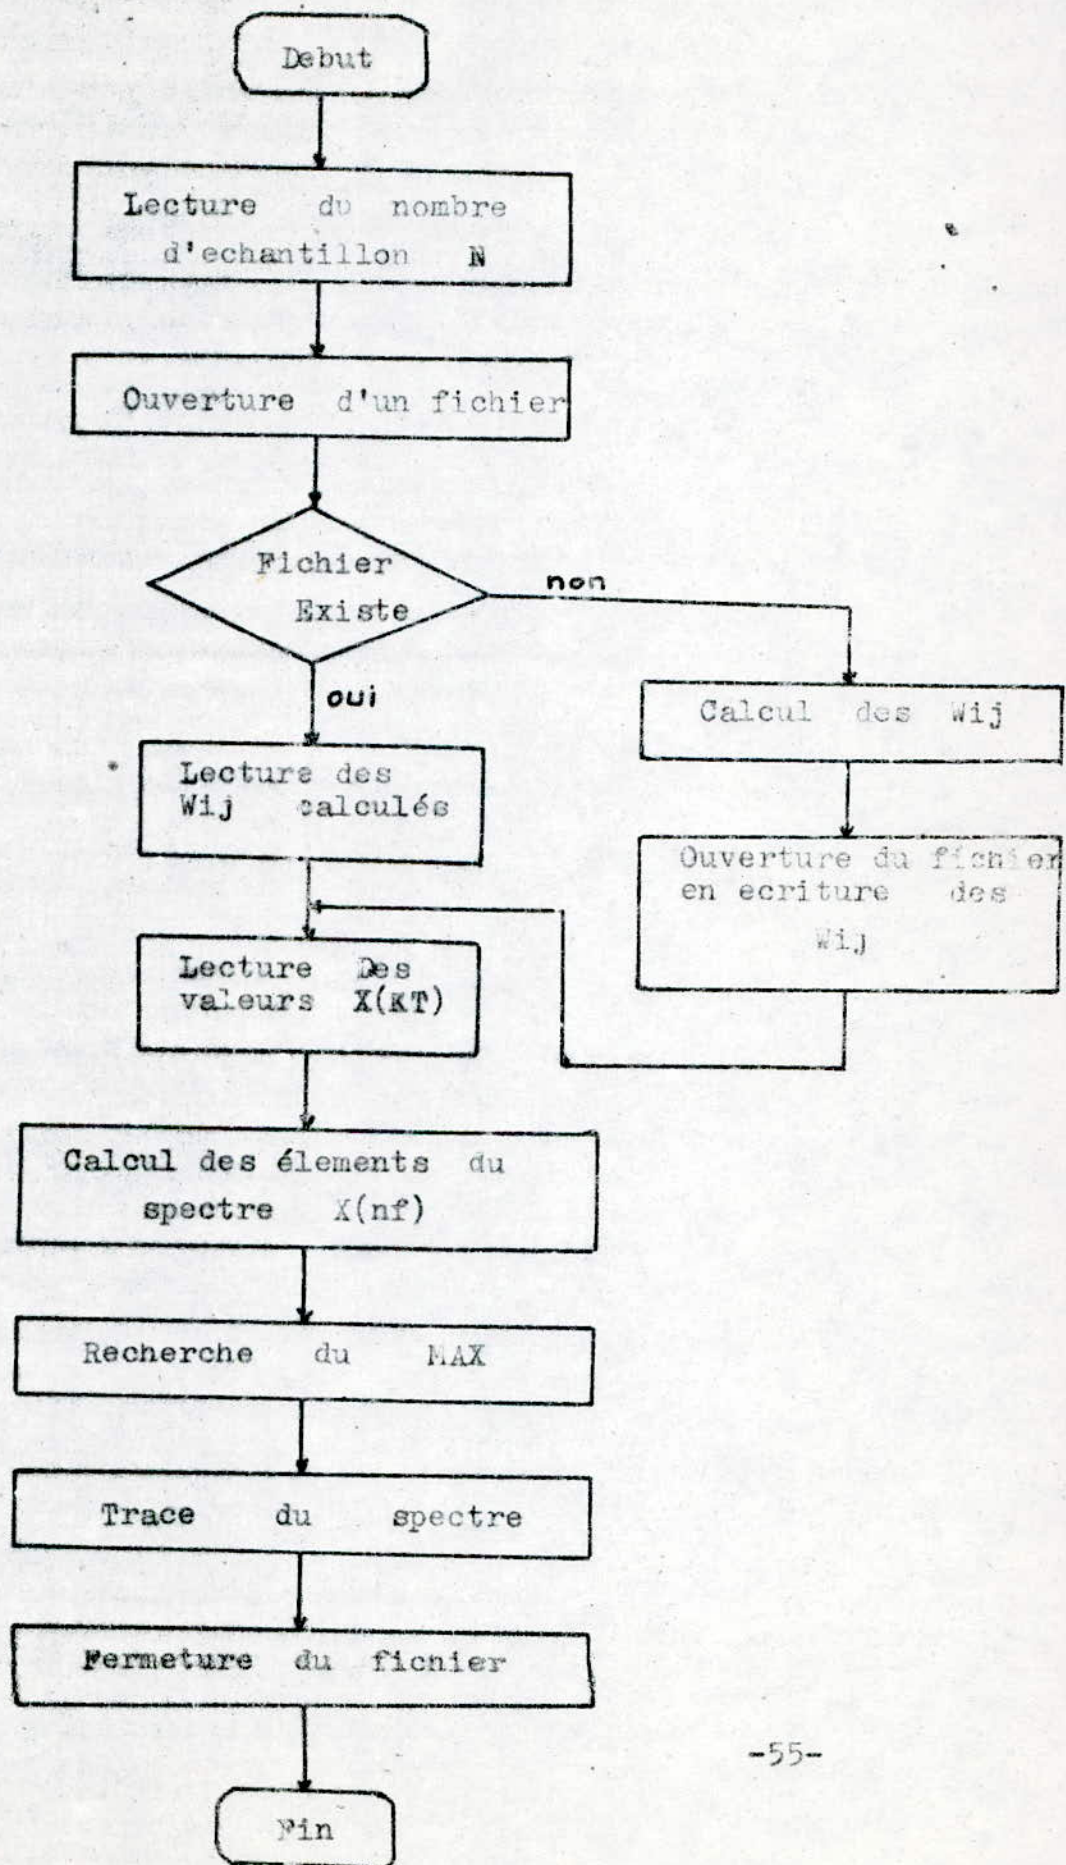 Debut
Lecture du nombre
d'echantillon N
Ouverture d'un fichier
Fichier
Existe
non
oui
Calcul des Wij
Lecture des
Wij calculés
Ouverture du fichier
en ecriture des
Wij
Lecture Des
valeurs X(KT)
Calcul des élements du
spectre X(nf)
Recherche du MAX
Trace du spectre
Fermeture du fichier
-55-
Fin